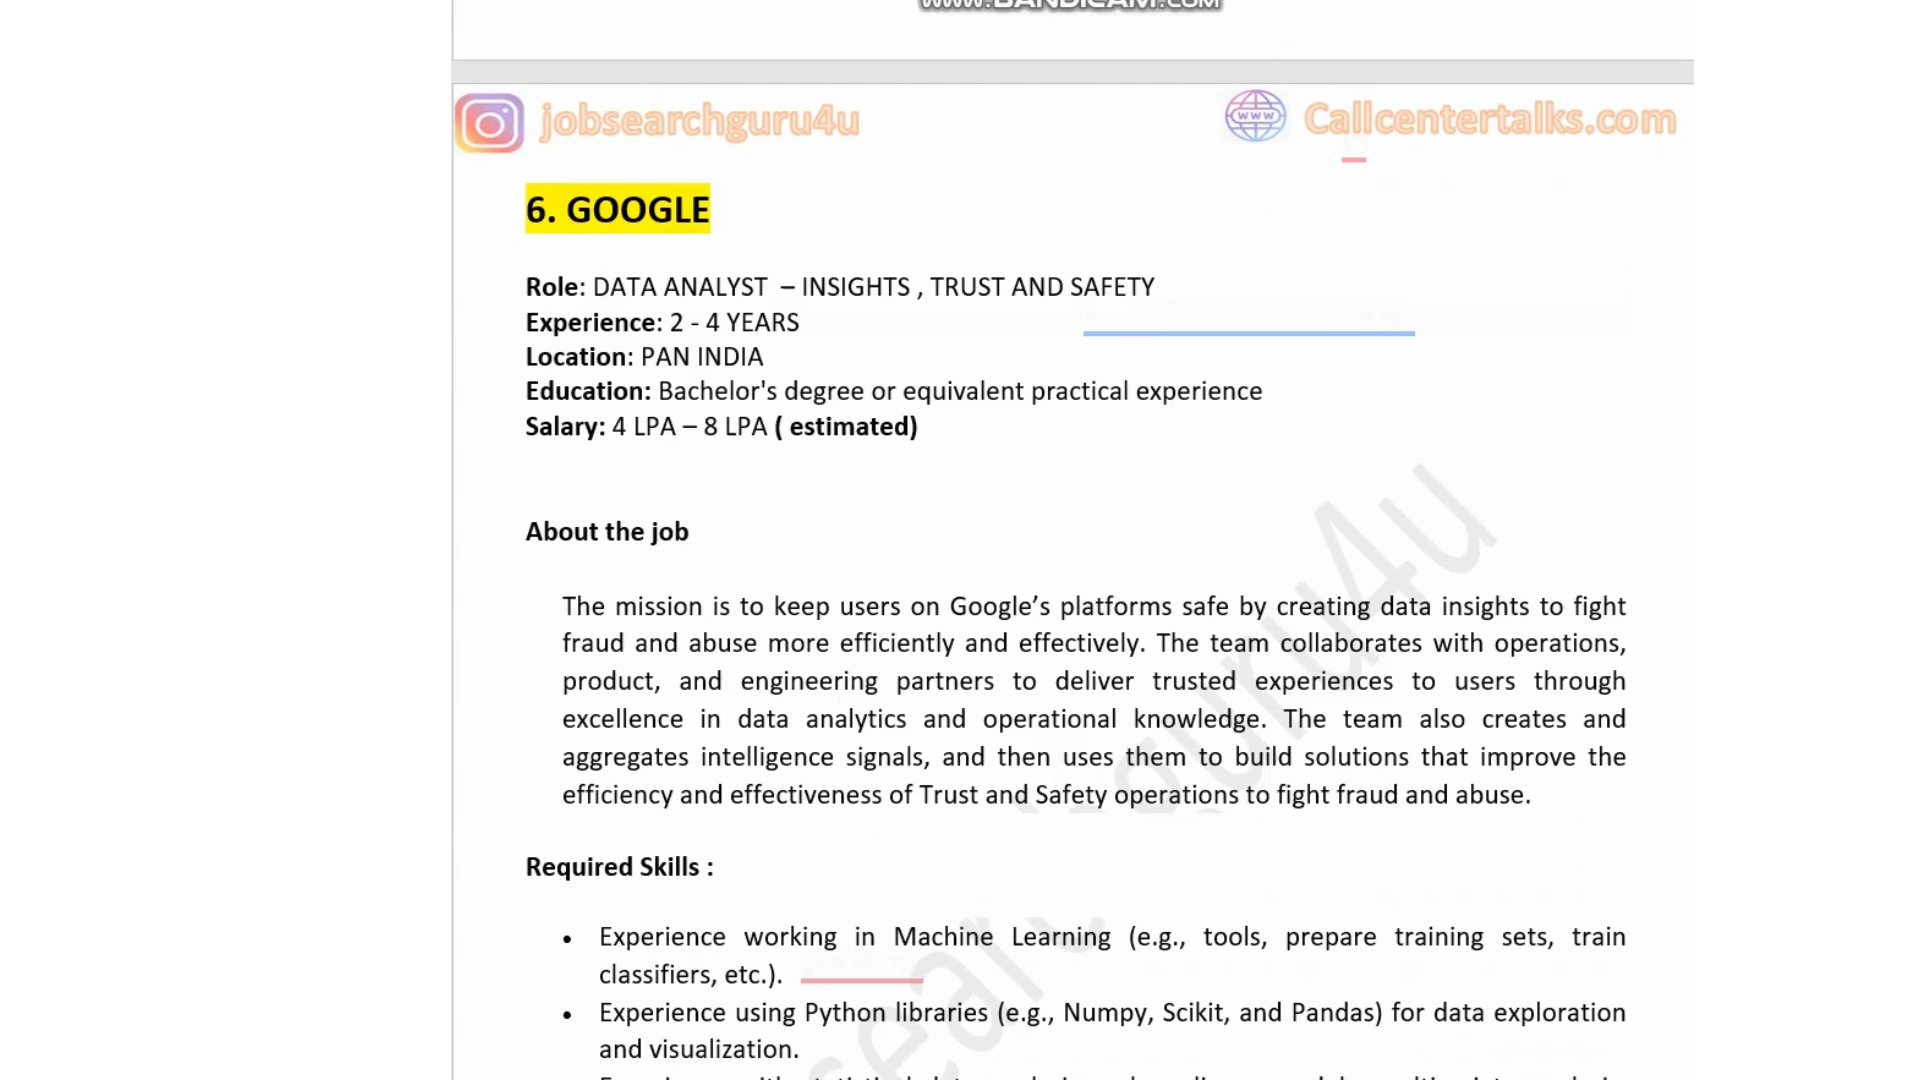 www.BANDICAM.COM
jobsearchguru4u
www Callcentertalks.com
6. GOOGLE
Role: DATA ANALYST – INSIGHTS , TRUST AND SAFETY
Experience: 2 - 4 YEARS
Location: PAN INDIA
Education: Bachelor's degree or equivalent practical experience
Salary: 4 LPA – 8 LPA ( estimated)
About the job
The mission is to keep users on Google’s platforms safe by creating data insights to fight
fraud and abuse more efficiently and effectively. The team collaborates with operations,
product, and engineering partners to deliver trusted experiences to users through
excellence in data analytics and operational knowledge. The team also creates and
aggregates intelligence signals, and then uses them to build solutions that improve the
efficiency and effectiveness of Trust and Safety operations to fight fraud and abuse.
Required Skills :
• Experience working in Machine Learning (e.g., tools, prepare training sets, train
classifiers, etc.).
• Experience using Python libraries (e.g., Numpy, Scikit, and Pandas) for data exploration
and visualization.